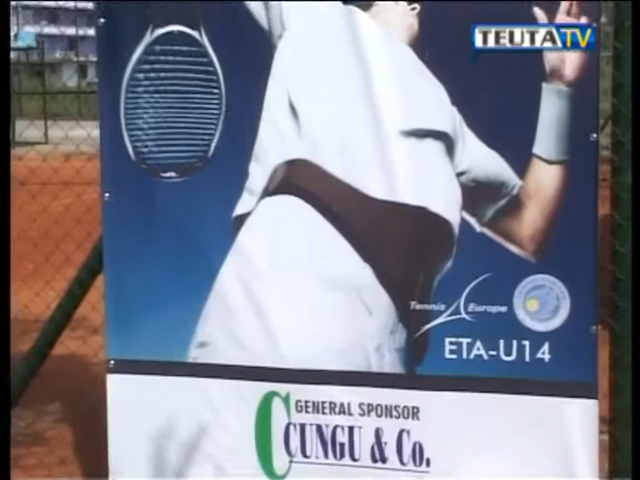 TEUTA TV
Tennis Europe
ETA-U14
GENERAL SPONSOR
CUNGU & Co.